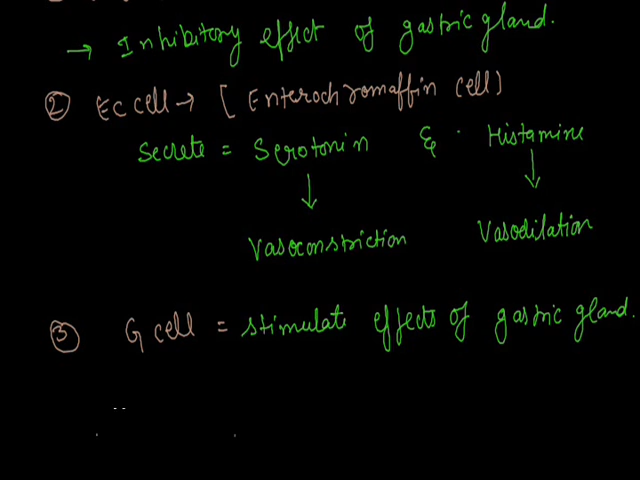 → Inhibitory effect of gastric gland.
② EC cell → [ Enterochromaffin cell)
Secrete = Serotonin & Histamine
↓ ↓
Vasoconstriction Vasodilation
③ G cell = stimulate effects of gastric gland.